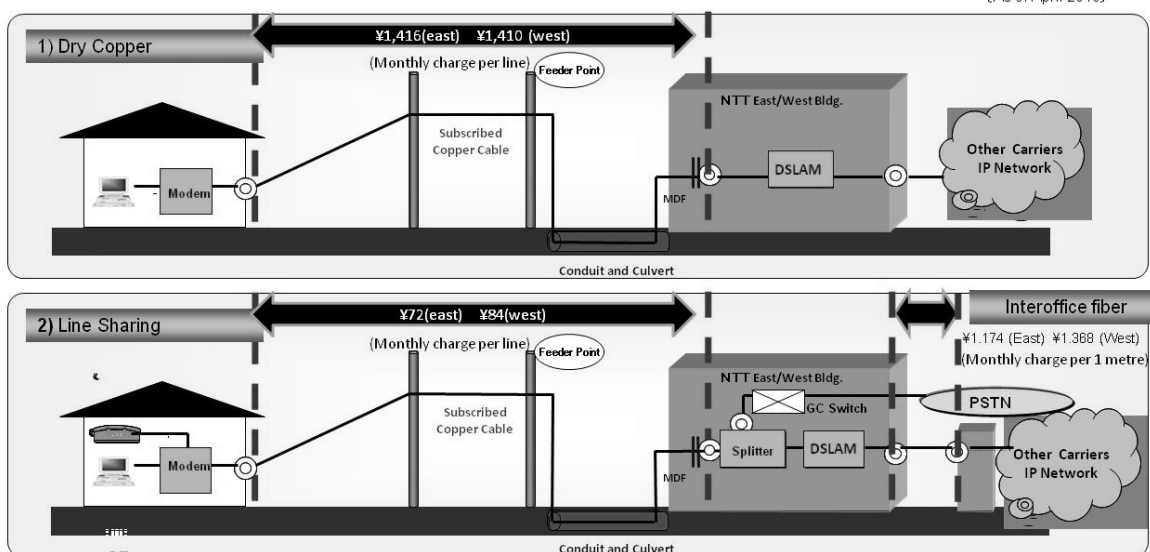 1) Dry Copper
¥1,416(east) ¥1,410 (west)
(Monthly charge per line)
Feeder Point
NTT East/West Bldg.
Subscribed
Copper Cable
Modem
MDF
DSLAM
Other Carriers
IP Network
Conduit and Culvert
2) Line Sharing
¥72(east) ¥84(west)
Interoffice fiber
¥1.174 (East) ¥1.368 (West)
(Monthly charge per 1 metre)
(Monthly charge per line)
Feeder Point
NTT East/West Bldg.
GC Switch
PSTN
Subscribed
Copper Cable
Modem
MDF
Splitter
DSLAM
Other Carriers
IP Network
Conduit and Culvert